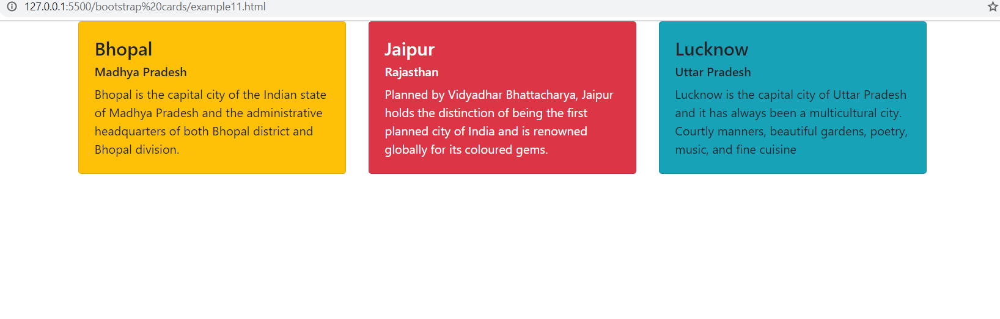 127.0.0.1:5500/bootstrap%20cards/example11.html
Bhopal
Madhya Pradesh
Bhopal is the capital city of the Indian state
of Madhya Pradesh and the administrative
headquarters of both Bhopal district and
Bhopal division.
Jaipur
Rajasthan
Planned by Vidyadhar Bhattacharya, Jaipur
holds the distinction of being the first
planned city of India and is renowned
globally for its coloured gems.
Lucknow
Uttar Pradesh
Lucknow is the capital city of Uttar Pradesh
and it has always been a multicultural city.
Courtly manners, beautiful gardens, poetry,
music, and fine cuisine